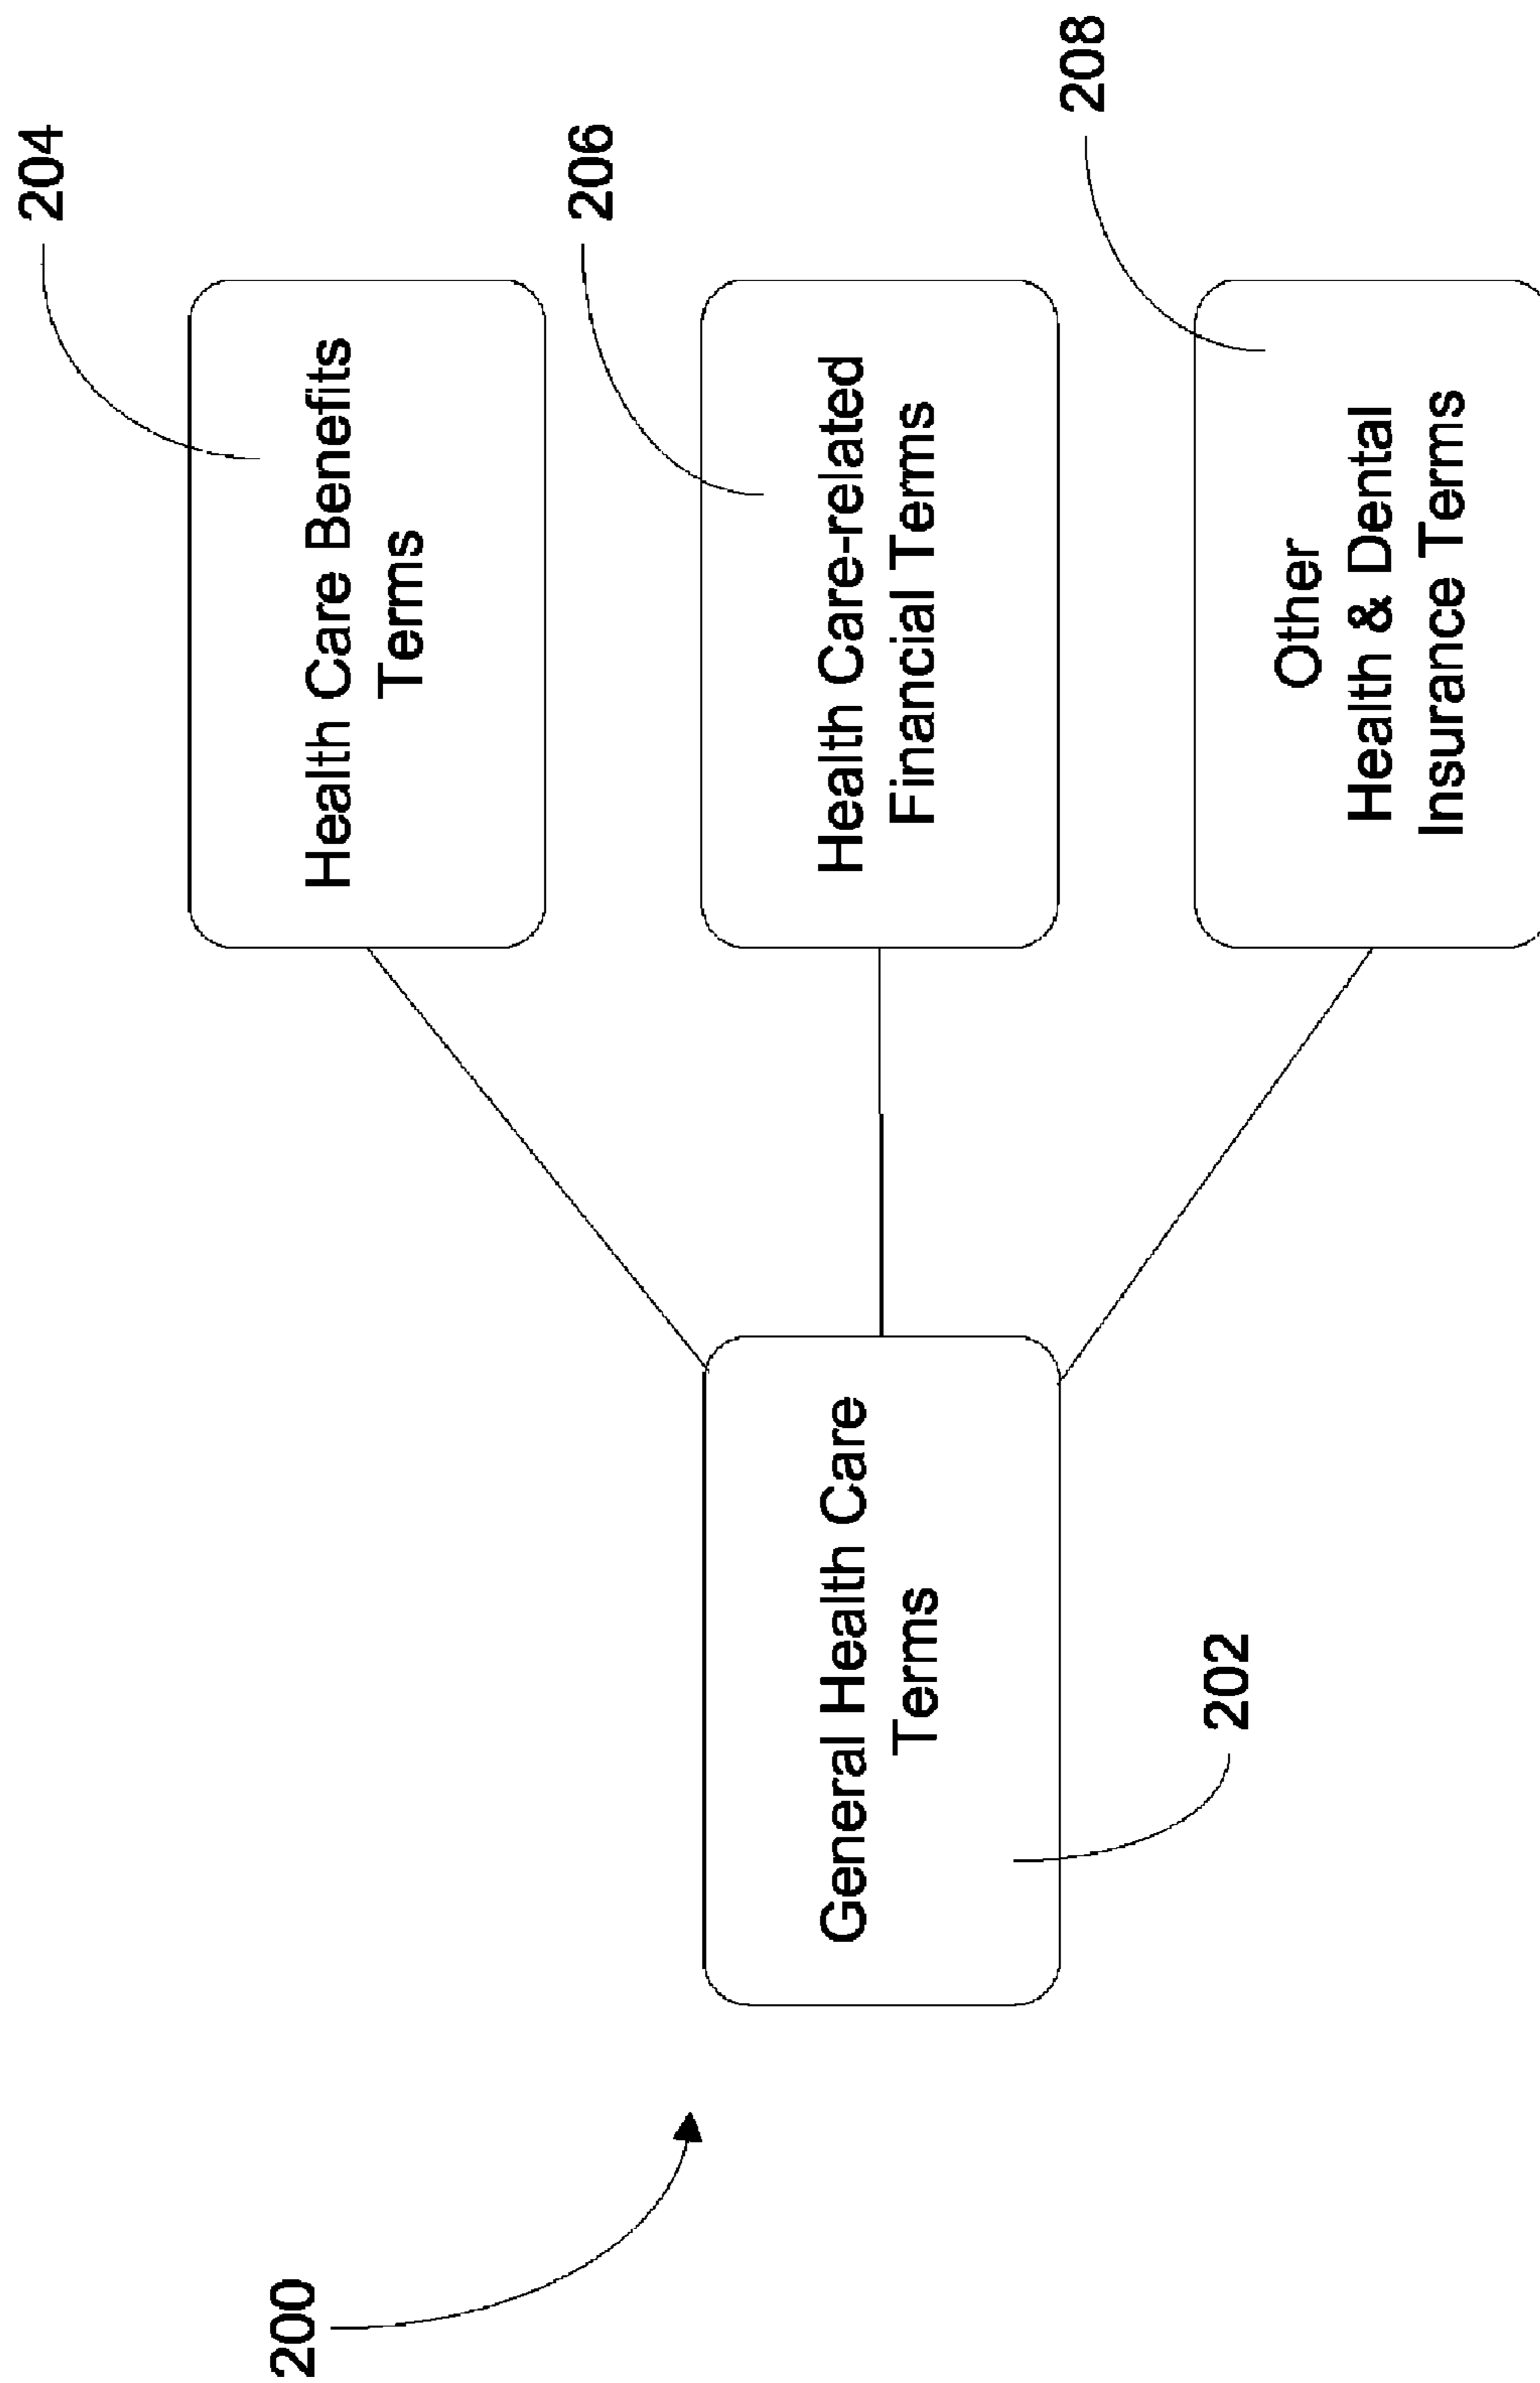 204
Health Care Benefits
Terms
206
Health Care-related
Financial Terms
208
Other
Health & Dental
Insurance Terms
General Health Care
Terms
202
200